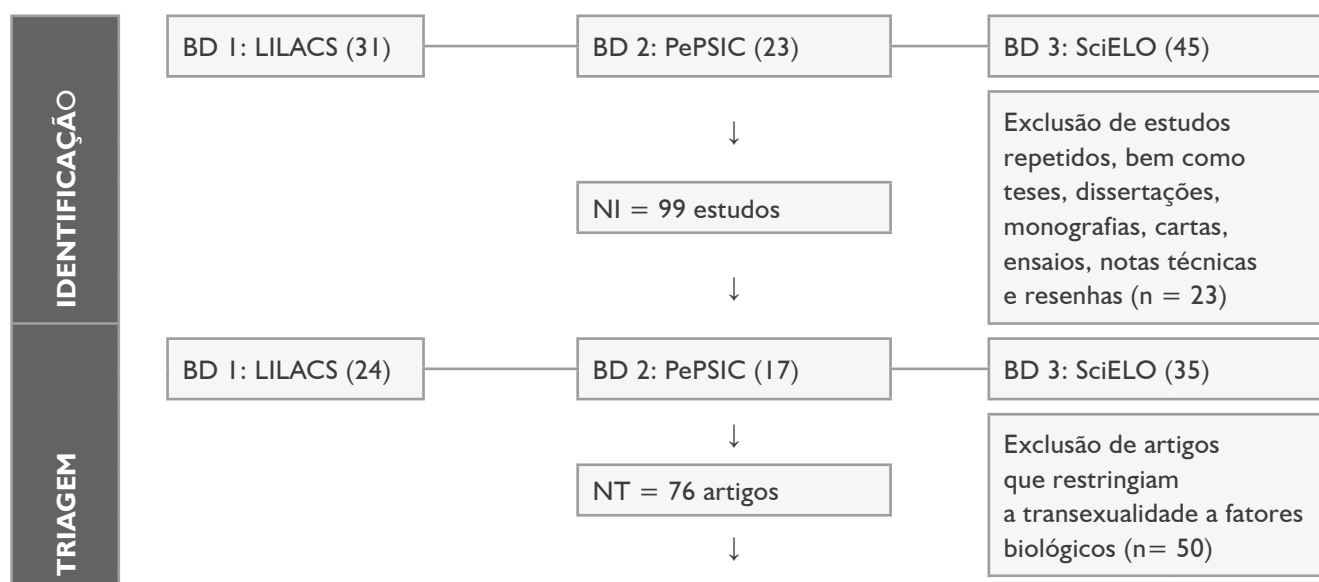 IDENTIFICAÇÃO
BD 1: LILACS (31)
BD 2: PePSIC (23)
BD 3: SciELO (45)
↓
NI = 99 estudos
↓
Exclusão de estudos
repetidos, bem como
teses, dissertações,
monografias, cartas,
ensaios, notas técnicas
e resenhas (n = 23)
TRIAGEM
BD 1: LILACS (24)
BD 2: PePSIC (17)
BD 3: SciELO (35)
↓
NT = 76 artigos
↓
Exclusão de artigos
que restringiam
a transexualidade a fatores
biológicos (n= 50)